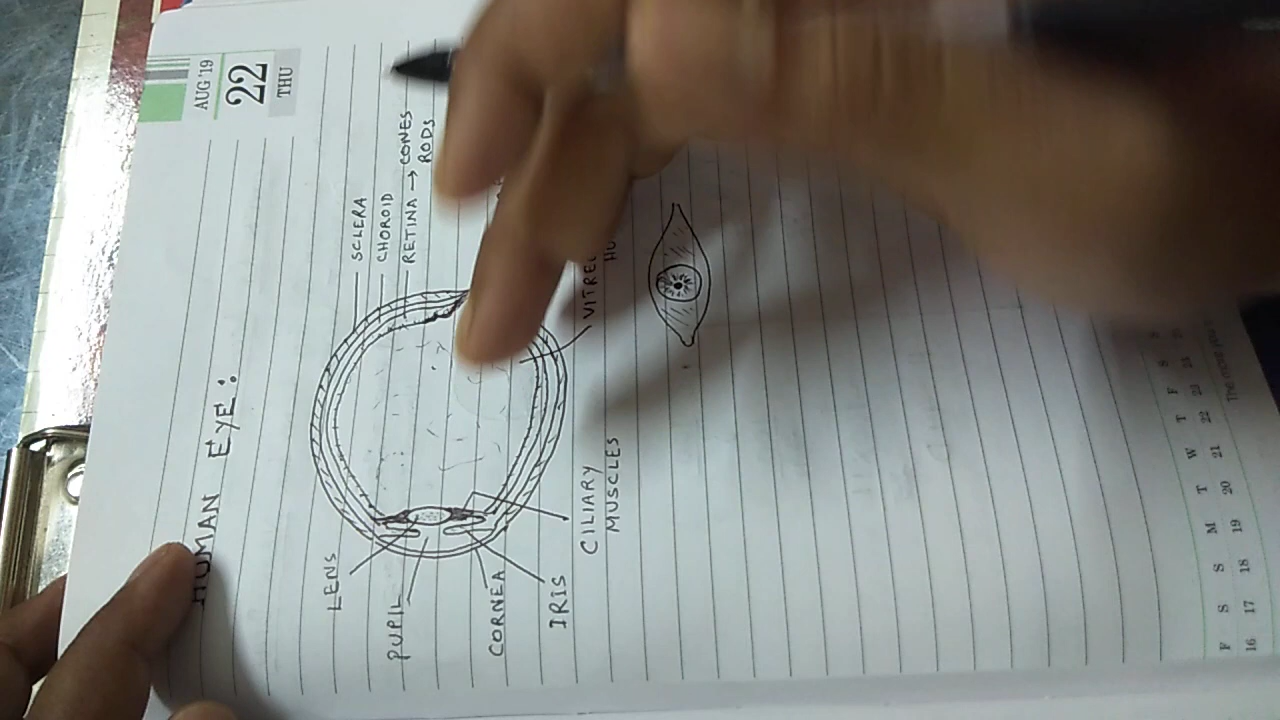 AUG '19
22
THU
HUMAN EYE:
SCLERA
CHOROID
RETINA → CONES
RODS
LENS
PUPIL
CORNEA
IRIS
CILIARY
MUSCLES
F S S M T W T F S
16 17 18 19 20 21 22 23 24